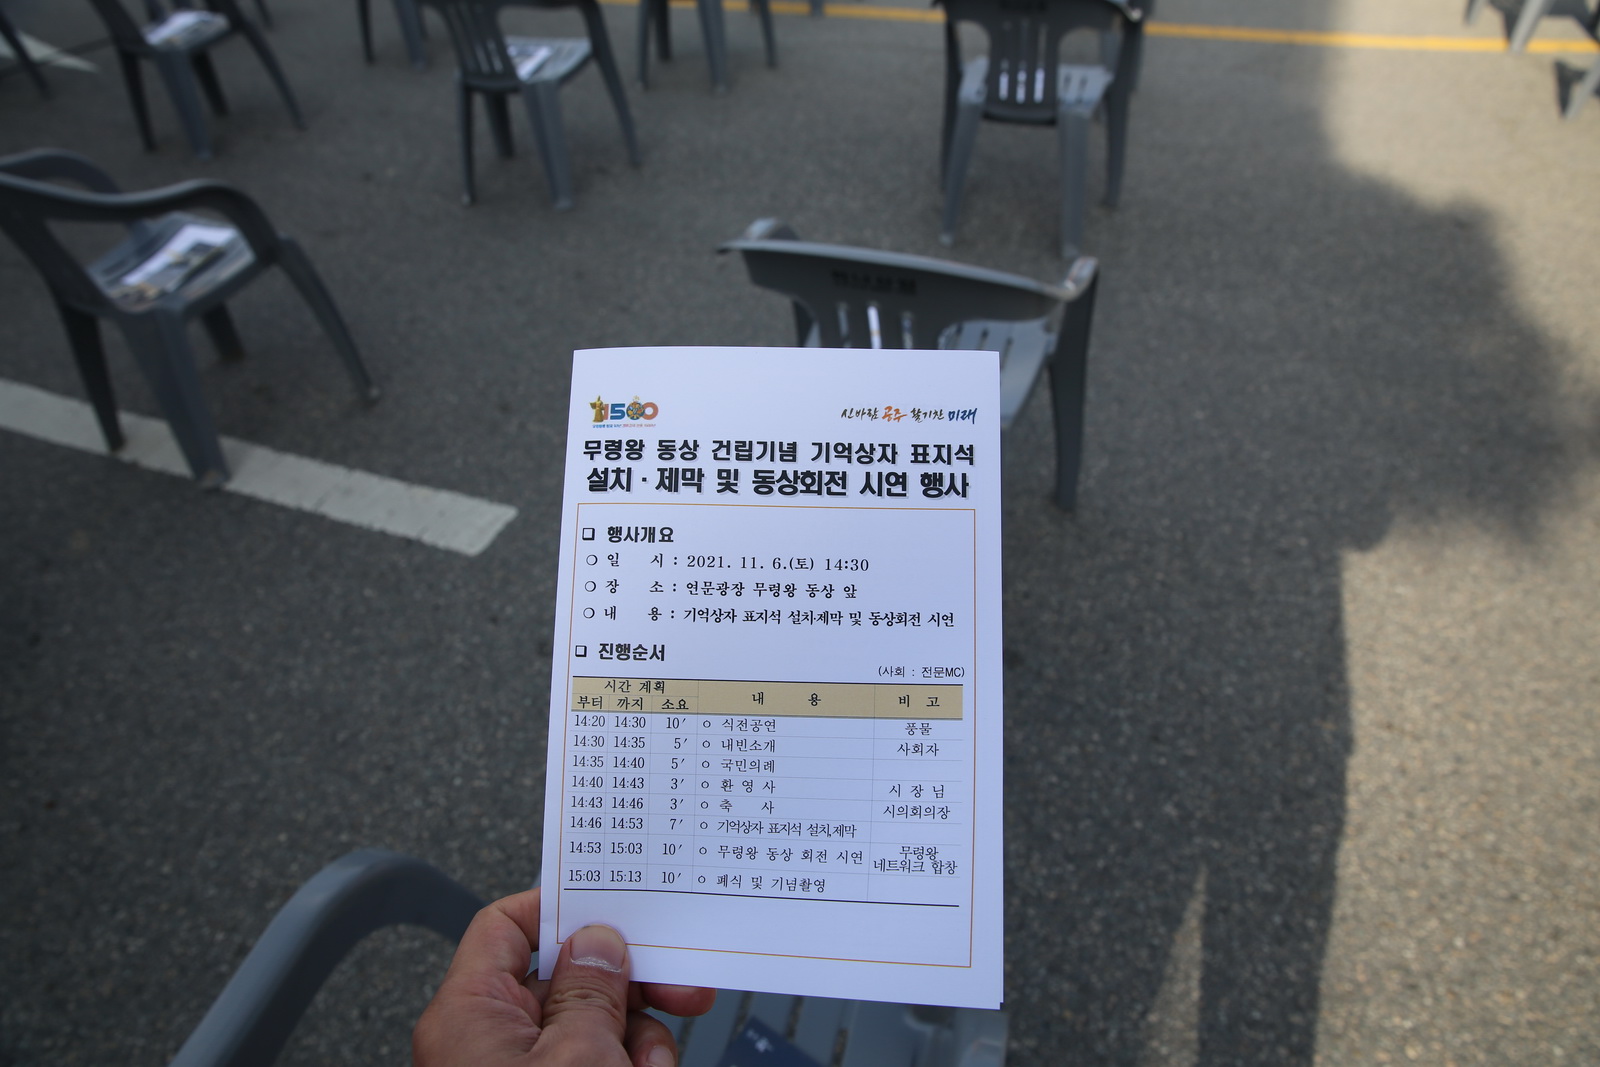 1500
신바람 공주 활기찬 미래
무령왕 동상 건립기념 기억상자 표지석
설치·제막 및 동상회전 시연 행사
❑ 행사개요
○ 일 시 : 2021. 11. 6.(토) 14:30
○ 장 소 : 연문광장 무령왕 동상 앞
○ 내 용 : 기억상자 표지석 설치·제막 및 동상회전 시연
❑ 진행순서
(사회 : 전문MC)
시간 계획 내 용 비 고
부터 까지 소요
14:20 14:30 10′ ㅇ 식전공연 풍물
14:30 14:35 5′ ㅇ 내빈소개 사회자
14:35 14:40 5′ ㅇ 국민의례
14:40 14:43 3′ ㅇ 환 영 사 시 장 님
14:43 14:46 3′ ㅇ 축 사 시의회의장
14:46 14:53 7′ ㅇ 기억상자 표지석 설치,제막
14:53 15:03 10′ ㅇ 무령왕 동상 회전 시연 무령왕
네트워크 합창
15:03 15:13 10′ ㅇ 폐식 및 기념촬영